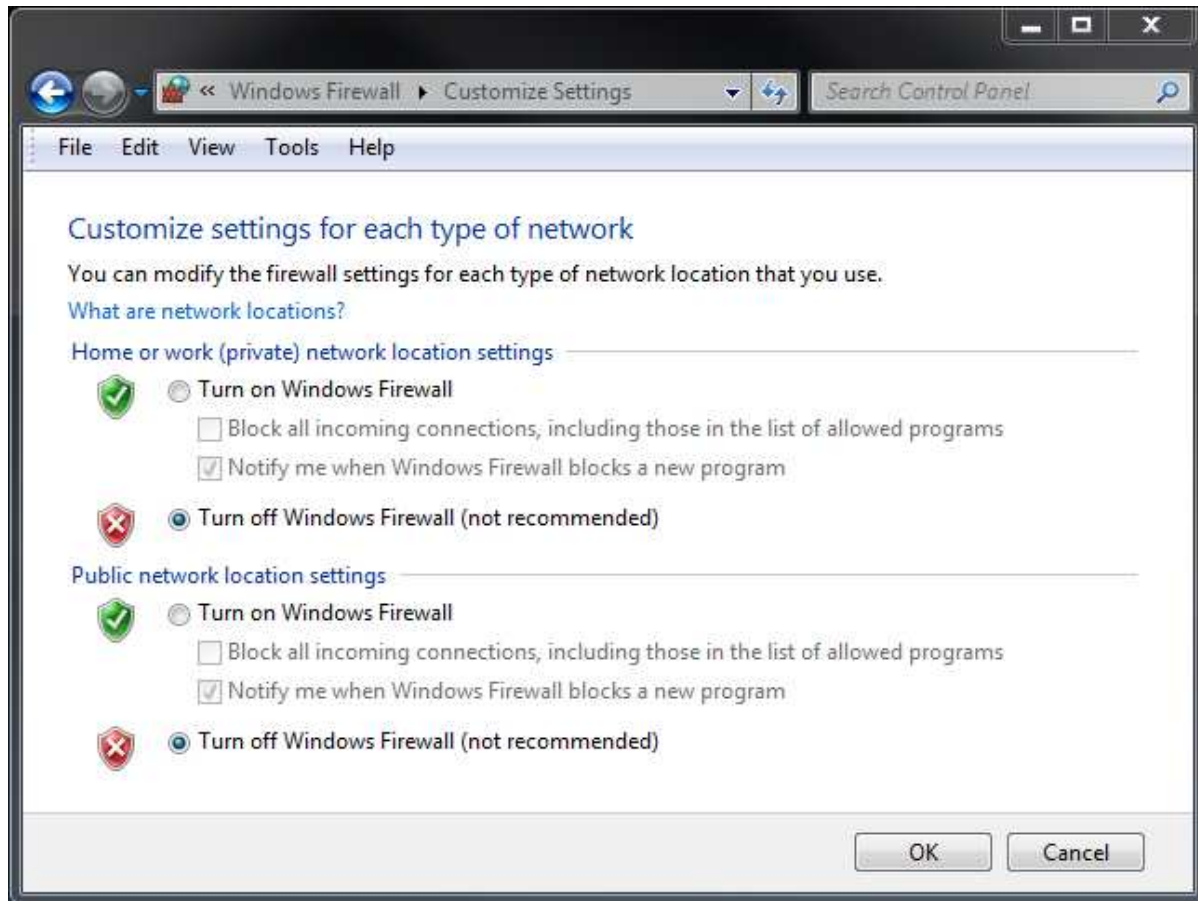 « Windows Firewall ▸ Customize Settings Search Control Panel
File Edit View Tools Help
Customize settings for each type of network
You can modify the firewall settings for each type of network location that you use.
What are network locations?
Home or work (private) network location settings
Turn on Windows Firewall
Block all incoming connections, including those in the list of allowed programs
Notify me when Windows Firewall blocks a new program
Turn off Windows Firewall (not recommended)
Public network location settings
Turn on Windows Firewall
Block all incoming connections, including those in the list of allowed programs
Notify me when Windows Firewall blocks a new program
Turn off Windows Firewall (not recommended)
OK Cancel